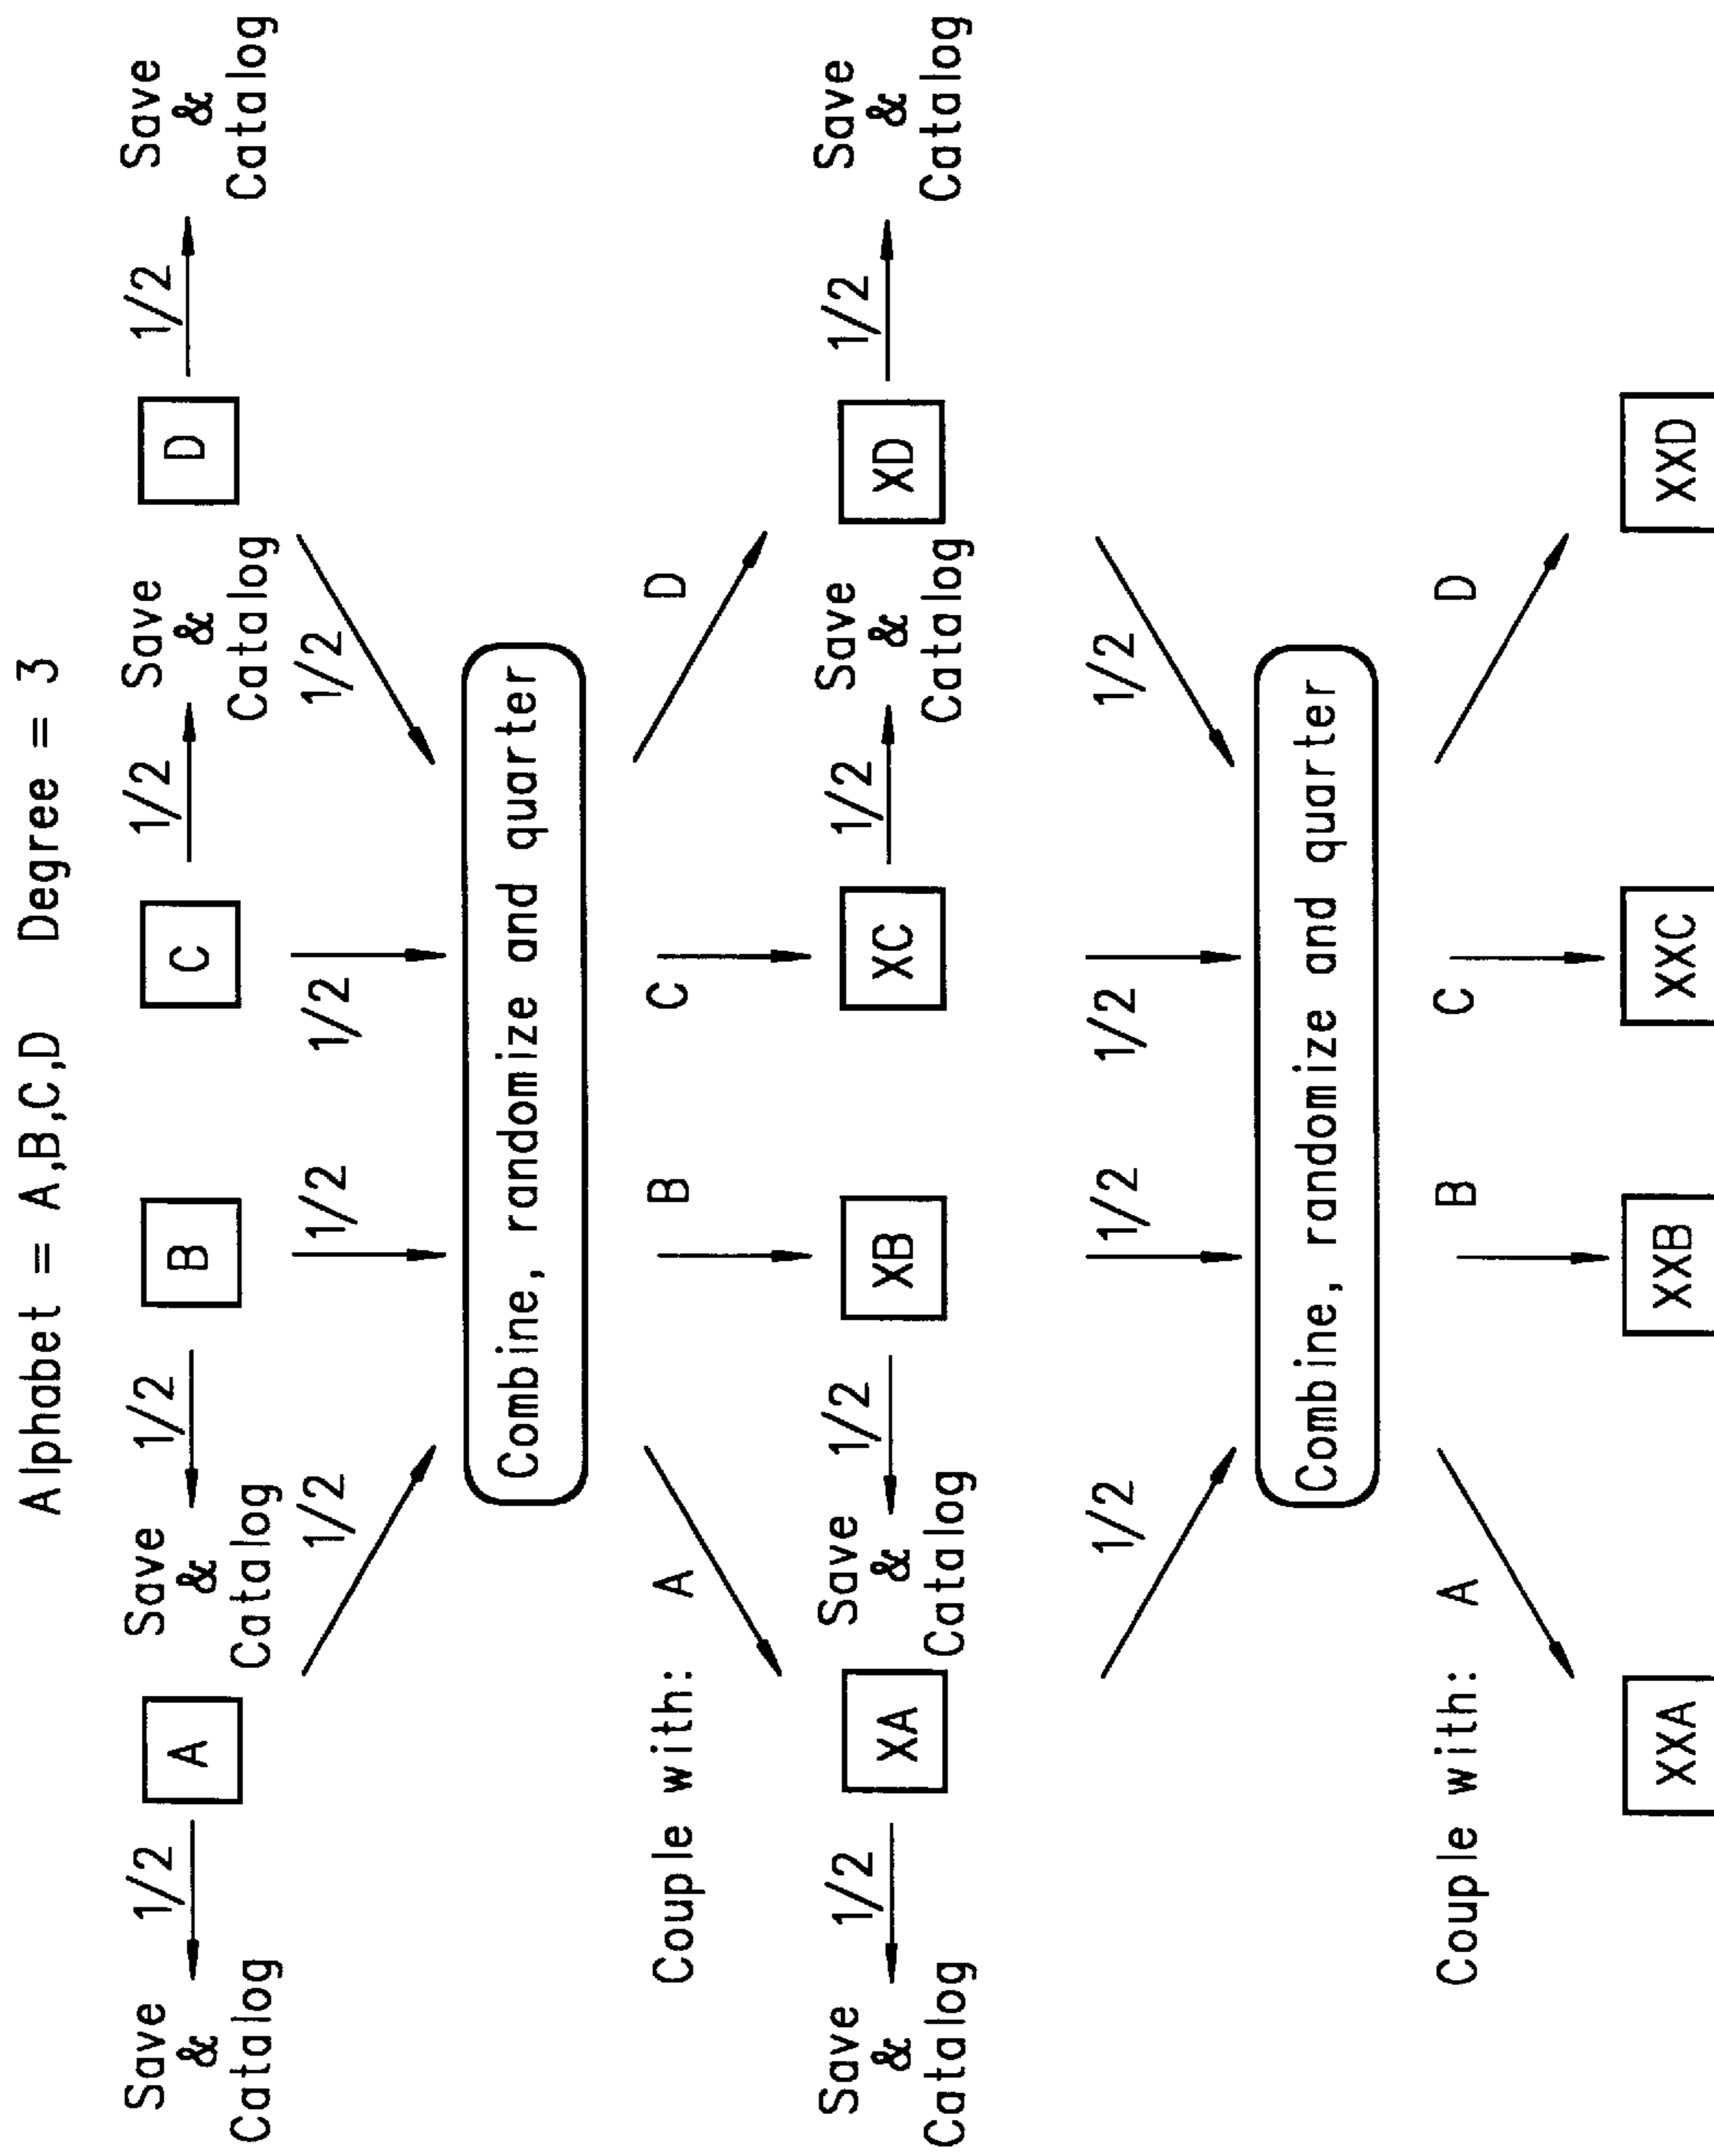 Alphabet = A,B,C,D   Degree = 3
Save & Catalog
1/2
A
Save & Catalog
1/2
B
C
1/2
Save & Catalog
D
1/2
Save & Catalog
1/2
1/2
1/2
1/2
Combine, randomize and quarter
Couple with:
A
B
C
D
Save & Catalog
1/2
XA
Save & Catalog
1/2
XB
XC
1/2
Save & Catalog
XD
1/2
Save & Catalog
1/2
1/2
1/2
1/2
Combine, randomize and quarter
Couple with:
A
B
C
D
XXA
XXB
XXC
XXD